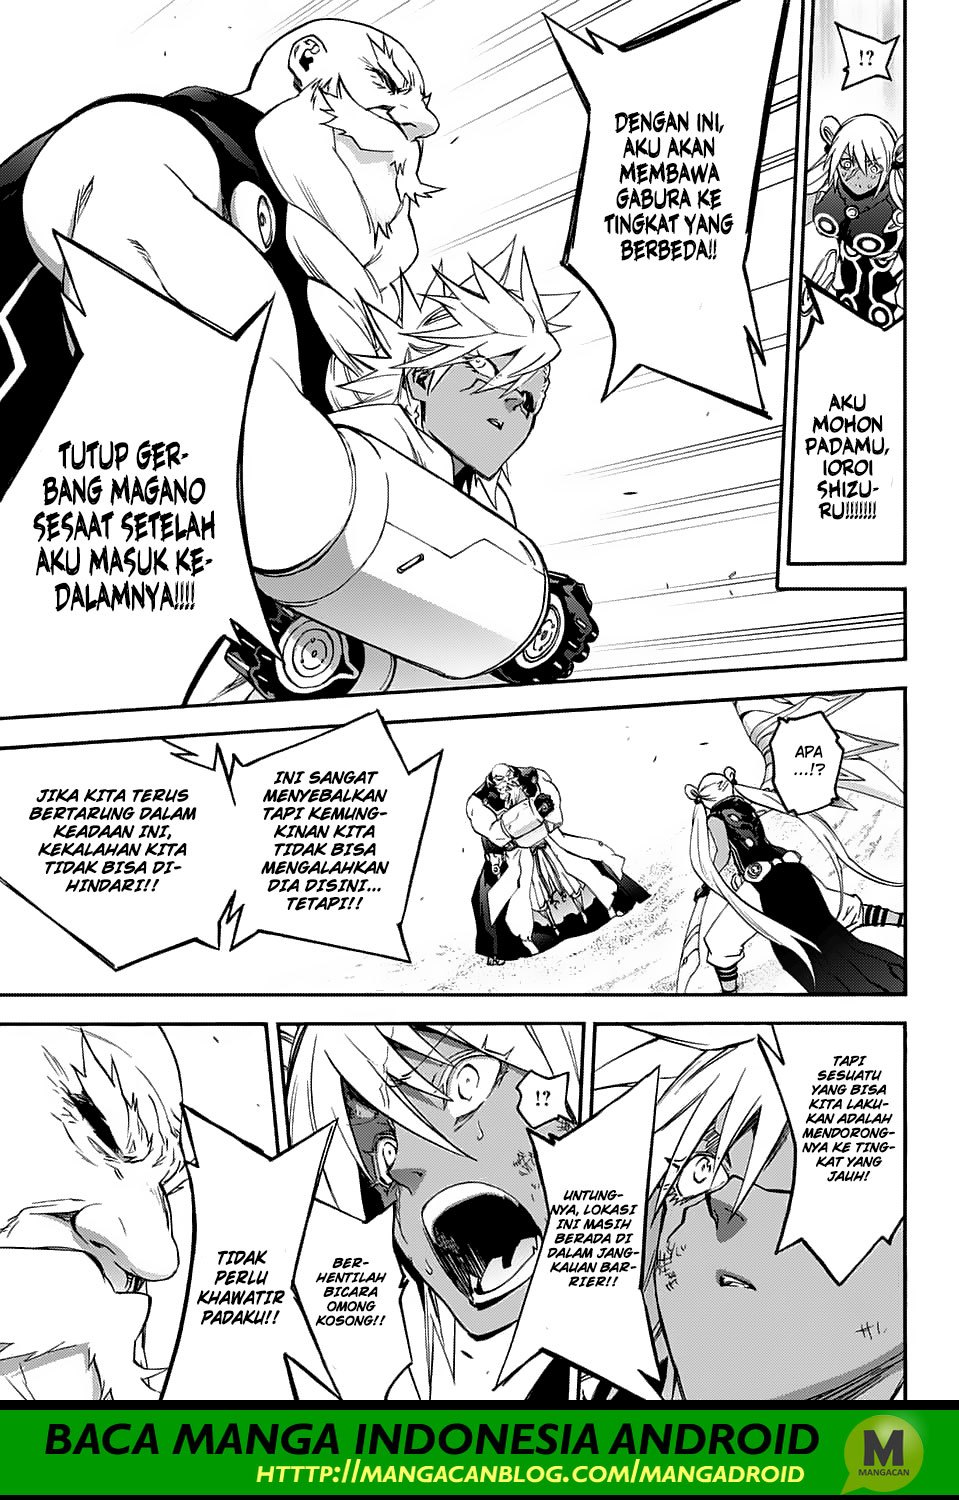 !?
AKU
MOHON
PADAMU,
IOROI
SHIZU-
RU!!!!!!!
DENGAN INI,
AKU AKAN
MEMBAWA
GABURA KE
TINGKAT YANG
BERBEDA!!
TUTUP GER-
BANG MAGANO
SESAAT SETELAH
AKU MASUK KE-
DALAMNYA!!!!
APA
...!?
INI SANGAT
MENYEBALKAN
TAPI KEMUNG-
KINAN KITA
TIDAK BISA
MENGALAHKAN
DIA DISINI...
TETAPI!!
JIKA KITA TERUS
BERTARUNG DALAM
KEADAAN INI,
KEKALAHAN KITA
TIDAK BISA DI-
HINDARI!!
TAPI
SESUATU
YANG BISA
KITA LAKU-
KAN ADALAH
MENDORONG-
NYA KE TING-
KAT YANG
JAUH!
UNTUNG-
NYA, LOKASI
INI MASIH
BERADA DI
DALAM JANG-
KAUAN BAR-
RIER!!
!?
BER-
HENTILAH
BICARA
OMONG
KOSONG!!
TIDAK
PERLU
KHAWATIR
PADAKU!!
BACA MANGA INDONESIA ANDROID
HTTTP://MANGACANBLOG.COM/MANGADROID
M
MANGACAN